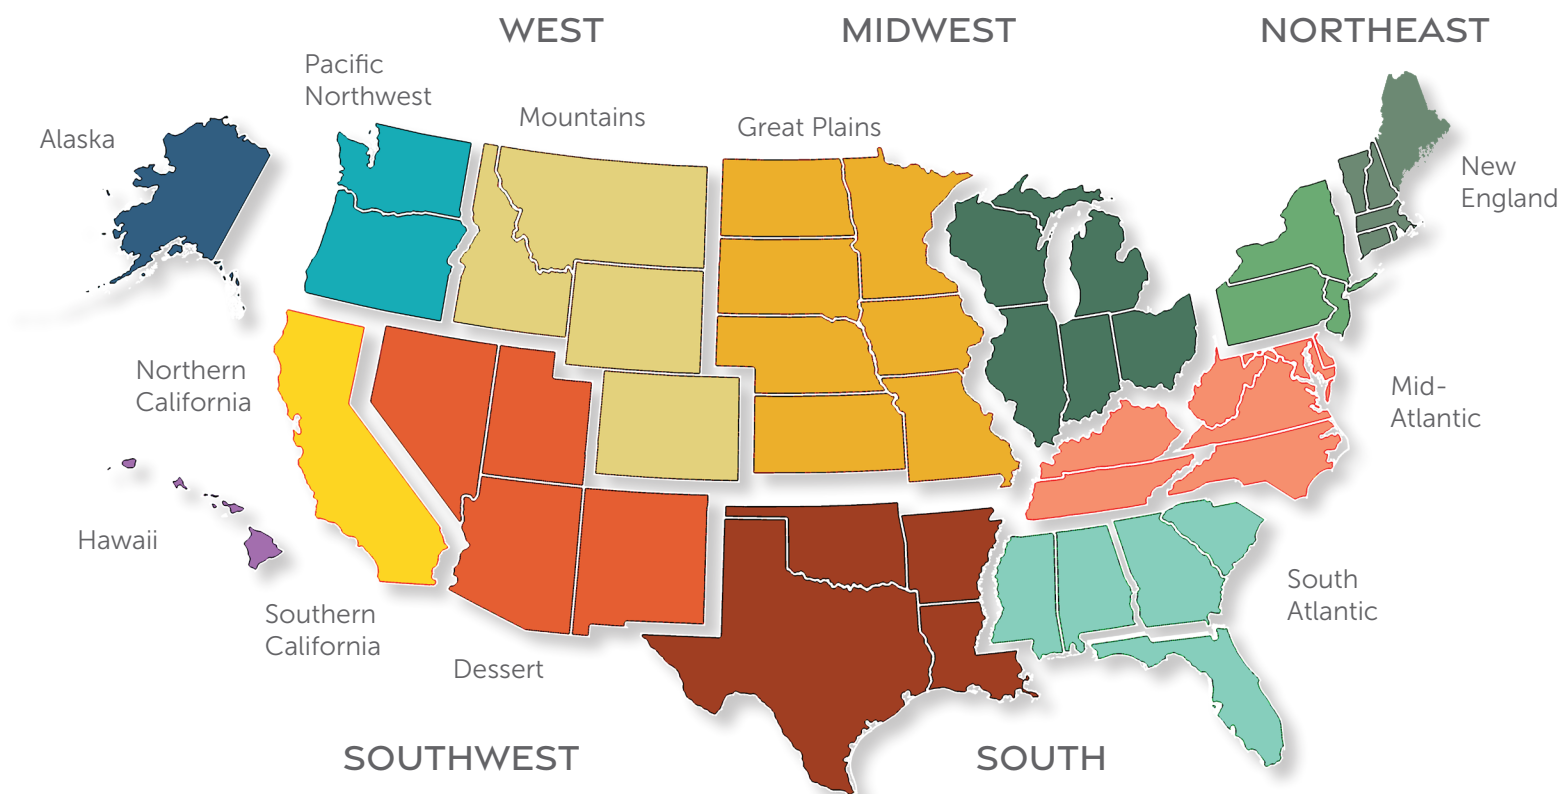 WEST
MIDWEST
NORTHEAST
Pacific
Northwest
Mountains
Great Plains
Alaska
New
England
Northern
California
Mid-
Atlantic
Hawaii
South
Atlantic
Southern
California
Dessert
SOUTHWEST
SOUTH